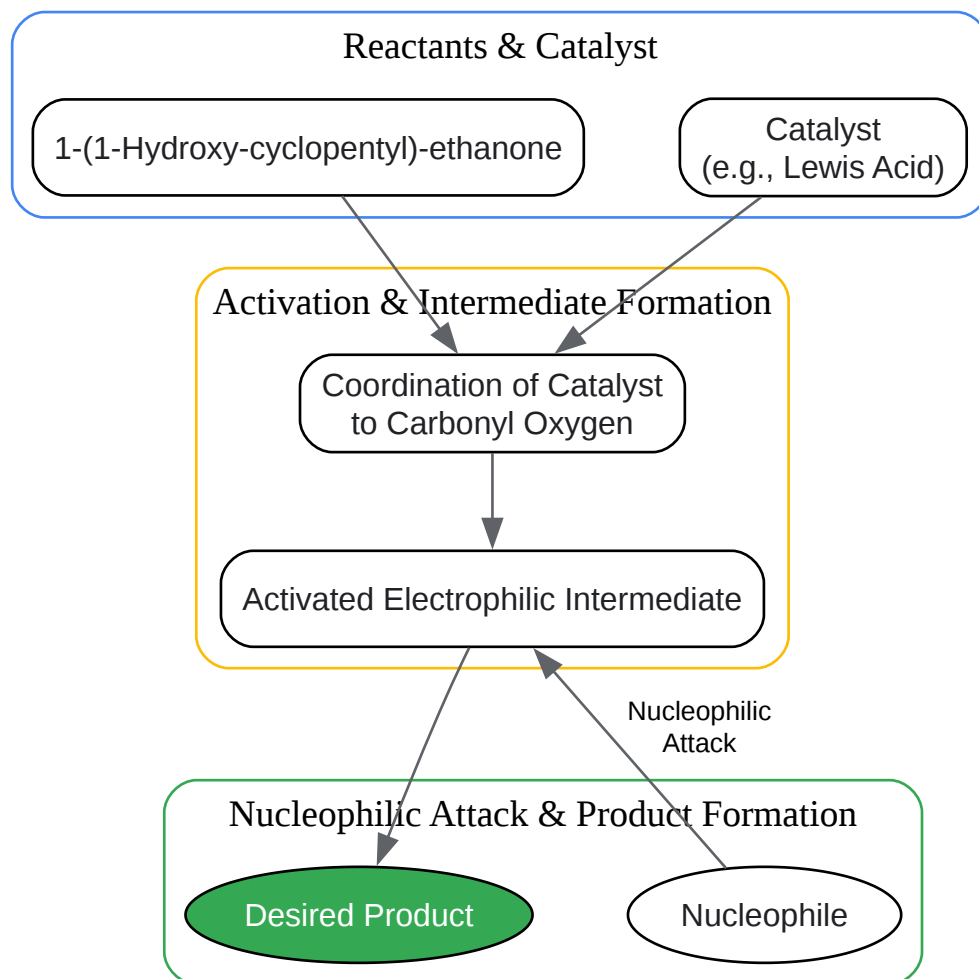 Reactants & Catalyst
1-(1-Hydroxy-cyclopentyl)-ethanone
Catalyst
(e.g., Lewis Acid)
Activation & Intermediate Formation
Coordination of Catalyst
to Carbonyl Oxygen
Activated Electrophilic Intermediate
Nucleophilic
Attack
Nucleophilic Attack & Product Formation
Desired Product
Nucleophile